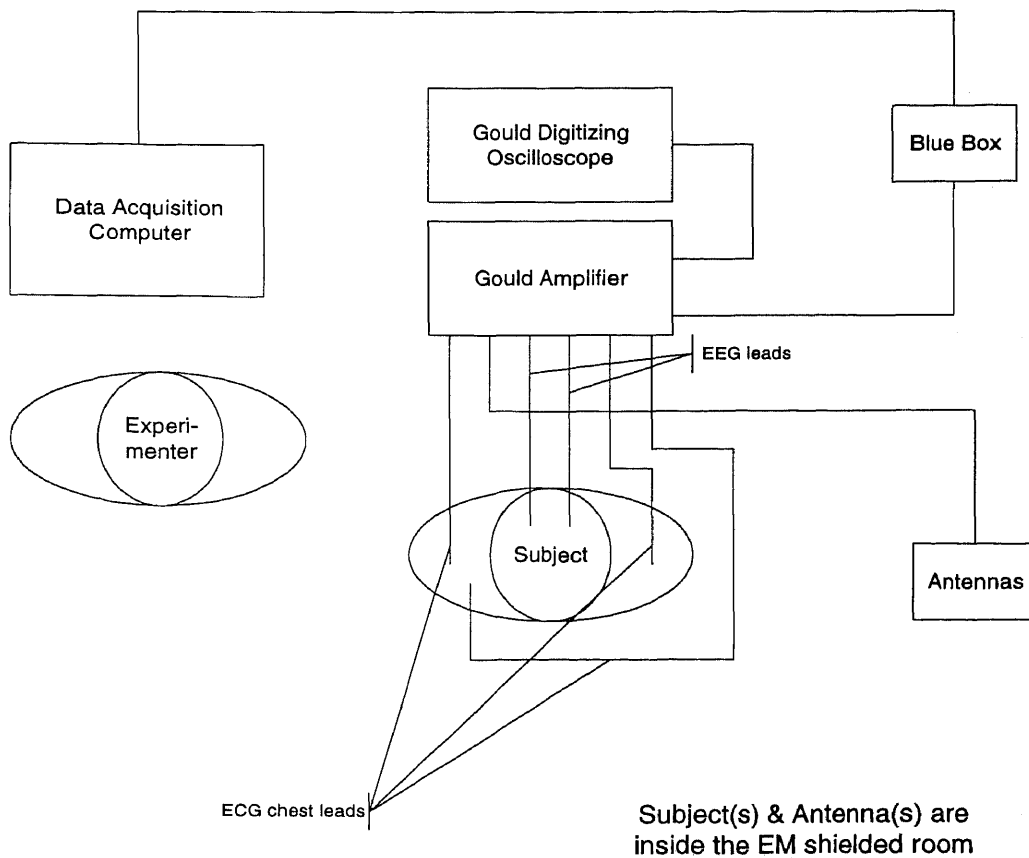 Gould Digitizing
Oscilloscope
Blue Box
Data Acquisition
Computer
Gould Amplifier
EEG leads
Experi-
menter
Subject
Antennas
ECG chest leads
Subject(s) & Antenna(s) are
inside the EM shielded room